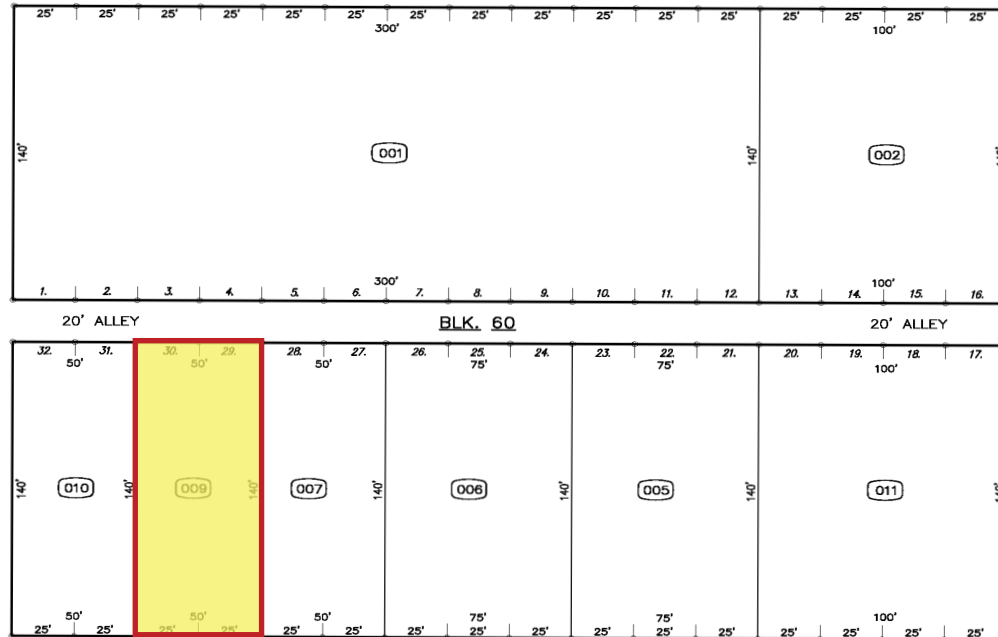 25' 25' 25' 25' 25' 25' 25' 25' 25' 25' 25' 25' 25' 25' 25' 25'
300' 100'
140' 001 140' 002 140'
300' 100'
1. 2. 3. 4. 5. 6. 7. 8. 9. 10. 11. 12. 13. 14. 15. 16.
20' ALLEY BLK. 60 20' ALLEY
32. 31. 30. 29. 28. 27. 26. 25. 24. 23. 22. 21. 20. 19. 18. 17.
50' 50' 50' 75' 75' 100'
140' 010 140' 009 140' 007 140' 006 140' 005 140' 011 140'
50' 50' 50' 75' 75' 100'
25' 25' 25' 25' 25' 25' 25' 25' 25' 25' 25' 25' 25' 25' 25' 25'